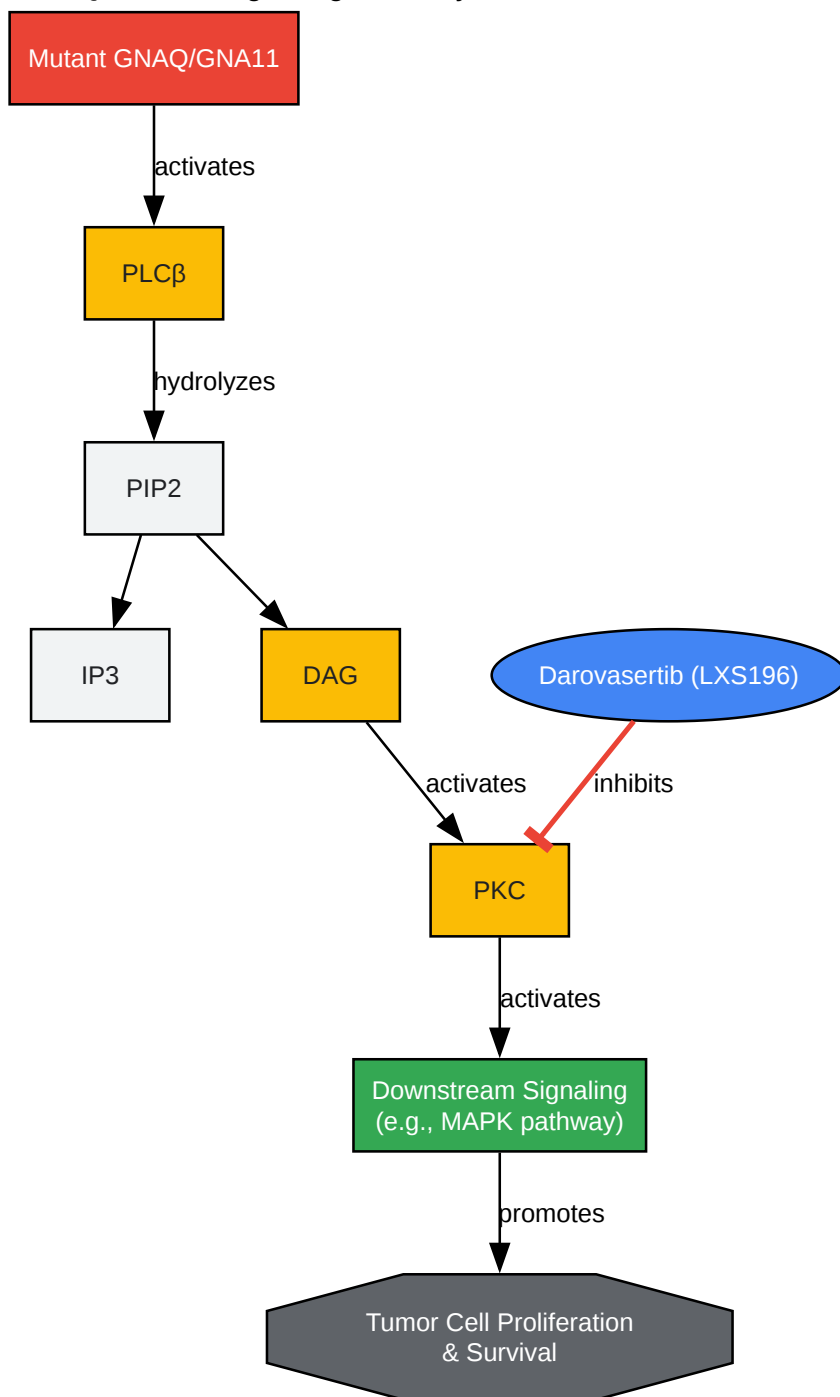 Mutant GNAQ/GNA11
activates
PLCβ
hydrolyzes
PIP2
IP3
DAG
Darovasertib (LXS196)
activates
inhibits
PKC
activates
Downstream Signaling
(e.g., MAPK pathway)
promotes
Tumor Cell Proliferation
& Survival